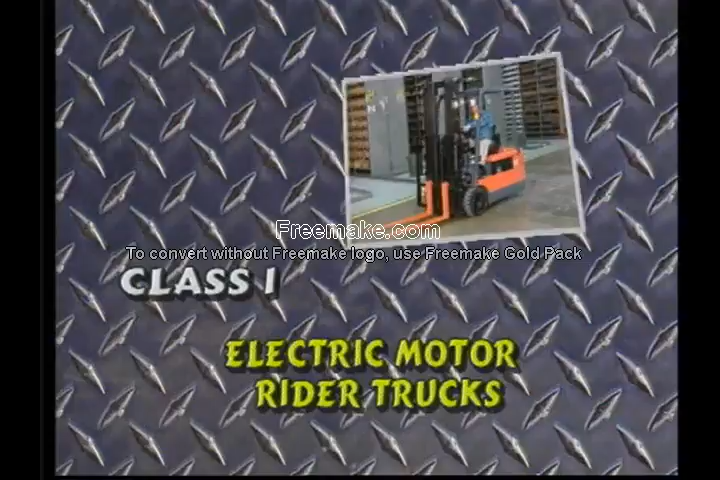 Freemake.com
To convert without Freemake logo, use Freemake Gold Pack
CLASS I
ELECTRIC MOTOR
RIDER TRUCKS